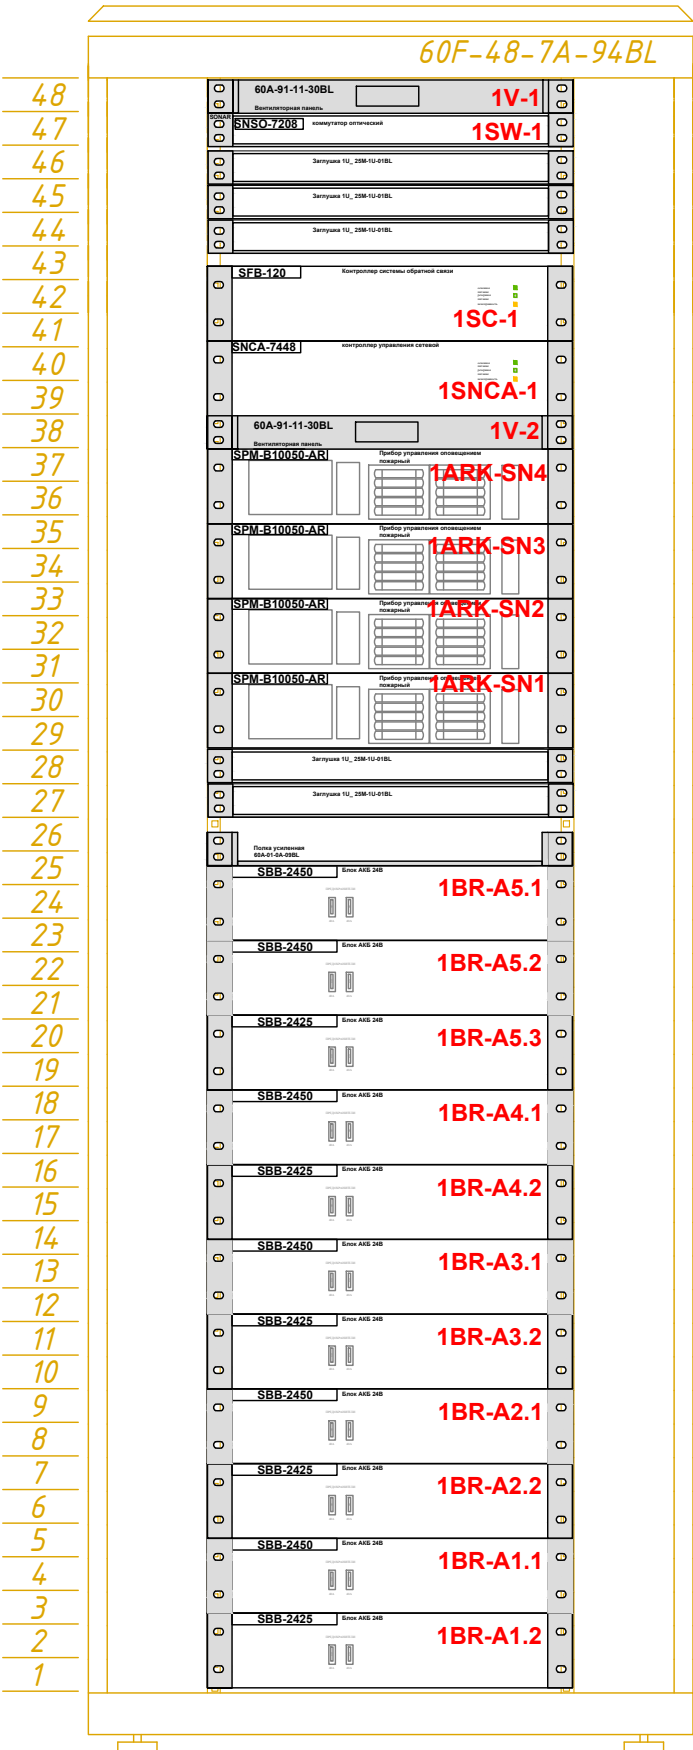 60F-48-7A-94BL
48
60A-91-11-30BL
Вентиляторная панель
1V-1
47
SONAR
SNSO-7208
коммутатор оптический
1SW-1
46
Заглушка 1U_ 25M-1U-01BL
45
Заглушка 1U_ 25M-1U-01BL
44
Заглушка 1U_ 25M-1U-01BL
43
SFB-120
Контроллер системы обратной связи
42
1SC-1
41
SNCA-7448
контроллер управления сетевой
40
1SNCA-1
39
38
60A-91-11-30BL
Вентиляторная панель
1V-2
37
SPM-B10050-AR
Прибор управления оповещением
пожарный
1ARK-SN4
36
35
SPM-B10050-AR
Прибор управления оповещением
пожарный
1ARK-SN3
34
33
SPM-B10050-AR
Прибор управления оповещением
пожарный
1ARK-SN2
32
31
SPM-B10050-AR
Прибор управления оповещением
пожарный
1ARK-SN1
30
29
28
Заглушка 1U_ 25M-1U-01BL
27
Заглушка 1U_ 25M-1U-01BL
26
Полка усиленная
60A-01-0A-09BL
25
SBB-2450
Блок АКБ 24В
1BR-A5.1
24
23
SBB-2450
Блок АКБ 24В
1BR-A5.2
22
21
SBB-2425
Блок АКБ 24В
1BR-A5.3
20
19
SBB-2450
Блок АКБ 24В
1BR-A4.1
18
17
16
SBB-2425
Блок АКБ 24В
1BR-A4.2
15
14
SBB-2450
Блок АКБ 24В
1BR-A3.1
13
12
SBB-2425
Блок АКБ 24В
1BR-A3.2
11
10
9
SBB-2450
Блок АКБ 24В
1BR-A2.1
8
7
SBB-2425
Блок АКБ 24В
1BR-A2.2
6
5
SBB-2450
Блок АКБ 24В
1BR-A1.1
4
3
SBB-2425
Блок АКБ 24В
1BR-A1.2
2
1